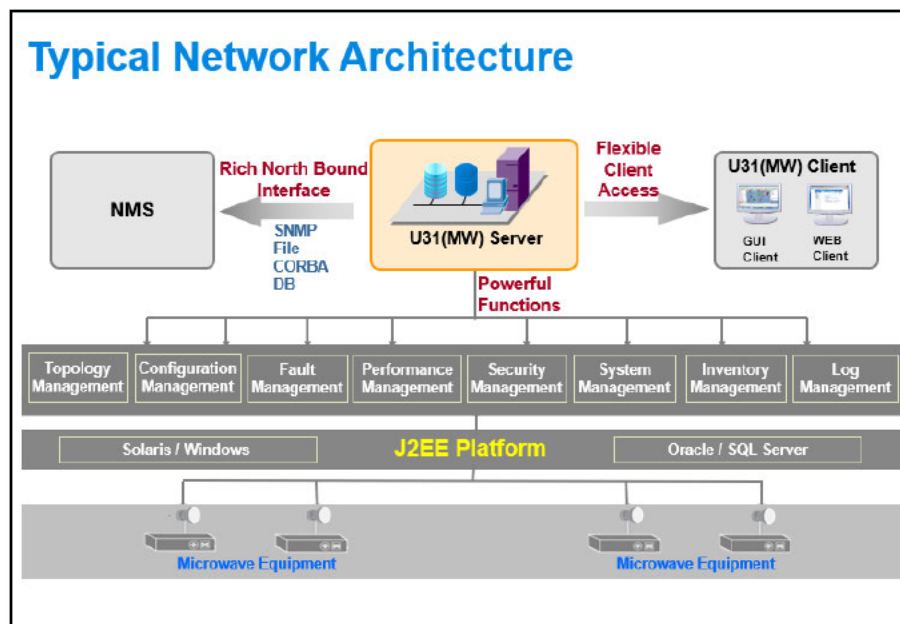 Typical Network Architecture
NMS
Rich North Bound
Interface
SNMP
File
CORBA
DB
U31(MW) Server
Flexible
Client
Access
U31(MW) Client
GUI
Client
WEB
Client
Powerful
Functions
Topology
Management
Configuration
Management
Fault
Management
Performance
Management
Security
Management
System
Management
Inventory
Management
Log
Management
Solaris / Windows
J2EE Platform
Oracle / SQL Server
Microwave Equipment
Microwave Equipment